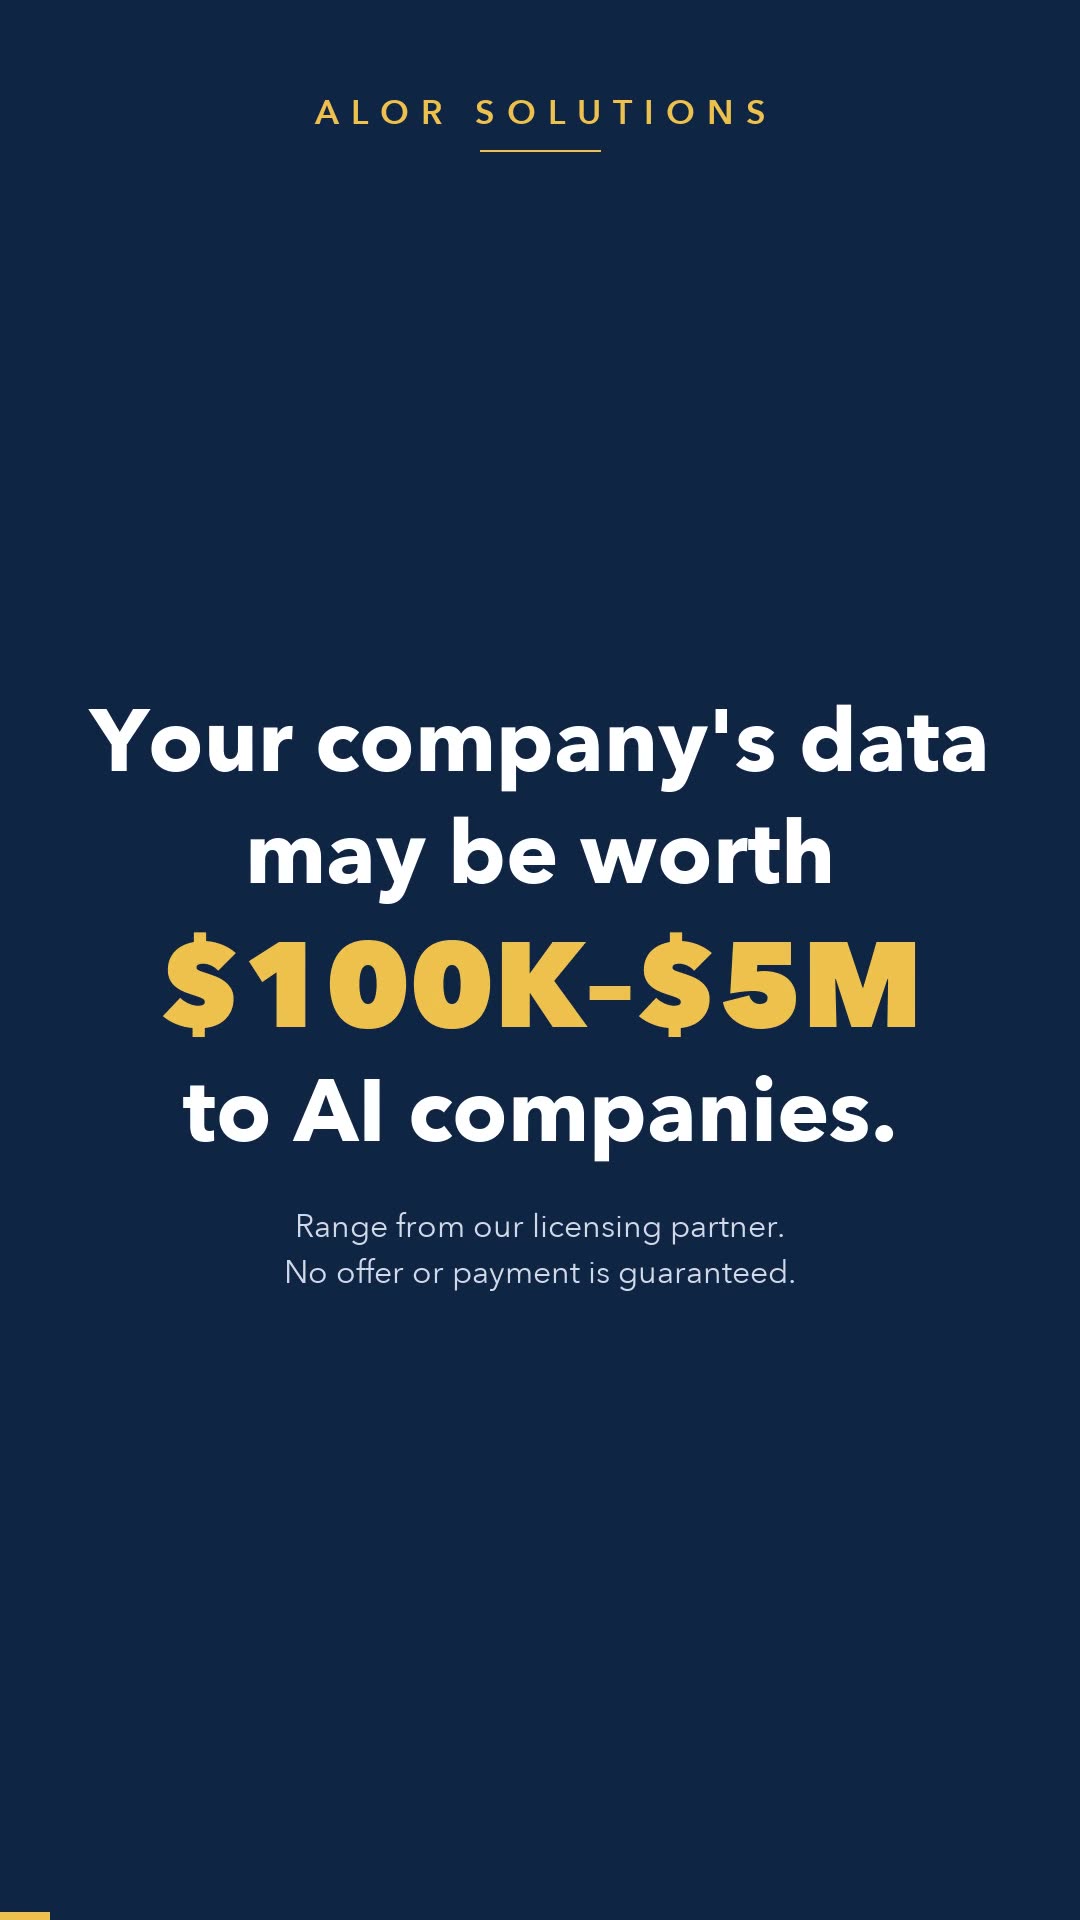 ALOR SOLUTIONS
Your company's data
may be worth
$100K–$5M
to AI companies.
Range from our licensing partner.
No offer or payment is guaranteed.